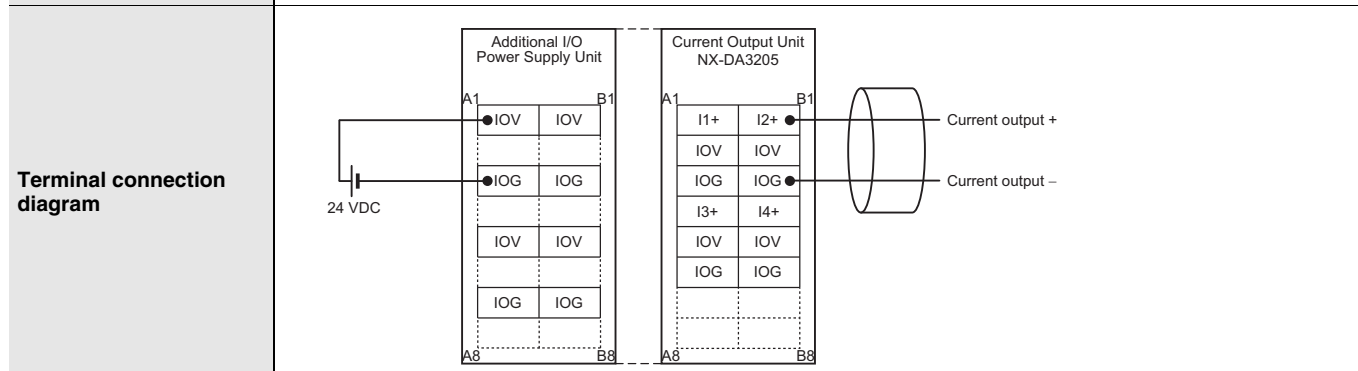 Terminal connection
diagram
24 VDC
Additional I/O
Power Supply Unit
A1 B1
IOV IOV
IOG IOG
IOV IOV
IOG IOG
A8 B8
Current Output Unit
NX-DA3205
A1 B1
I1+ I2+
IOV IOV
IOG IOG
I3+ I4+
IOV IOV
IOG IOG
A8 B8
Current output +
Current output −